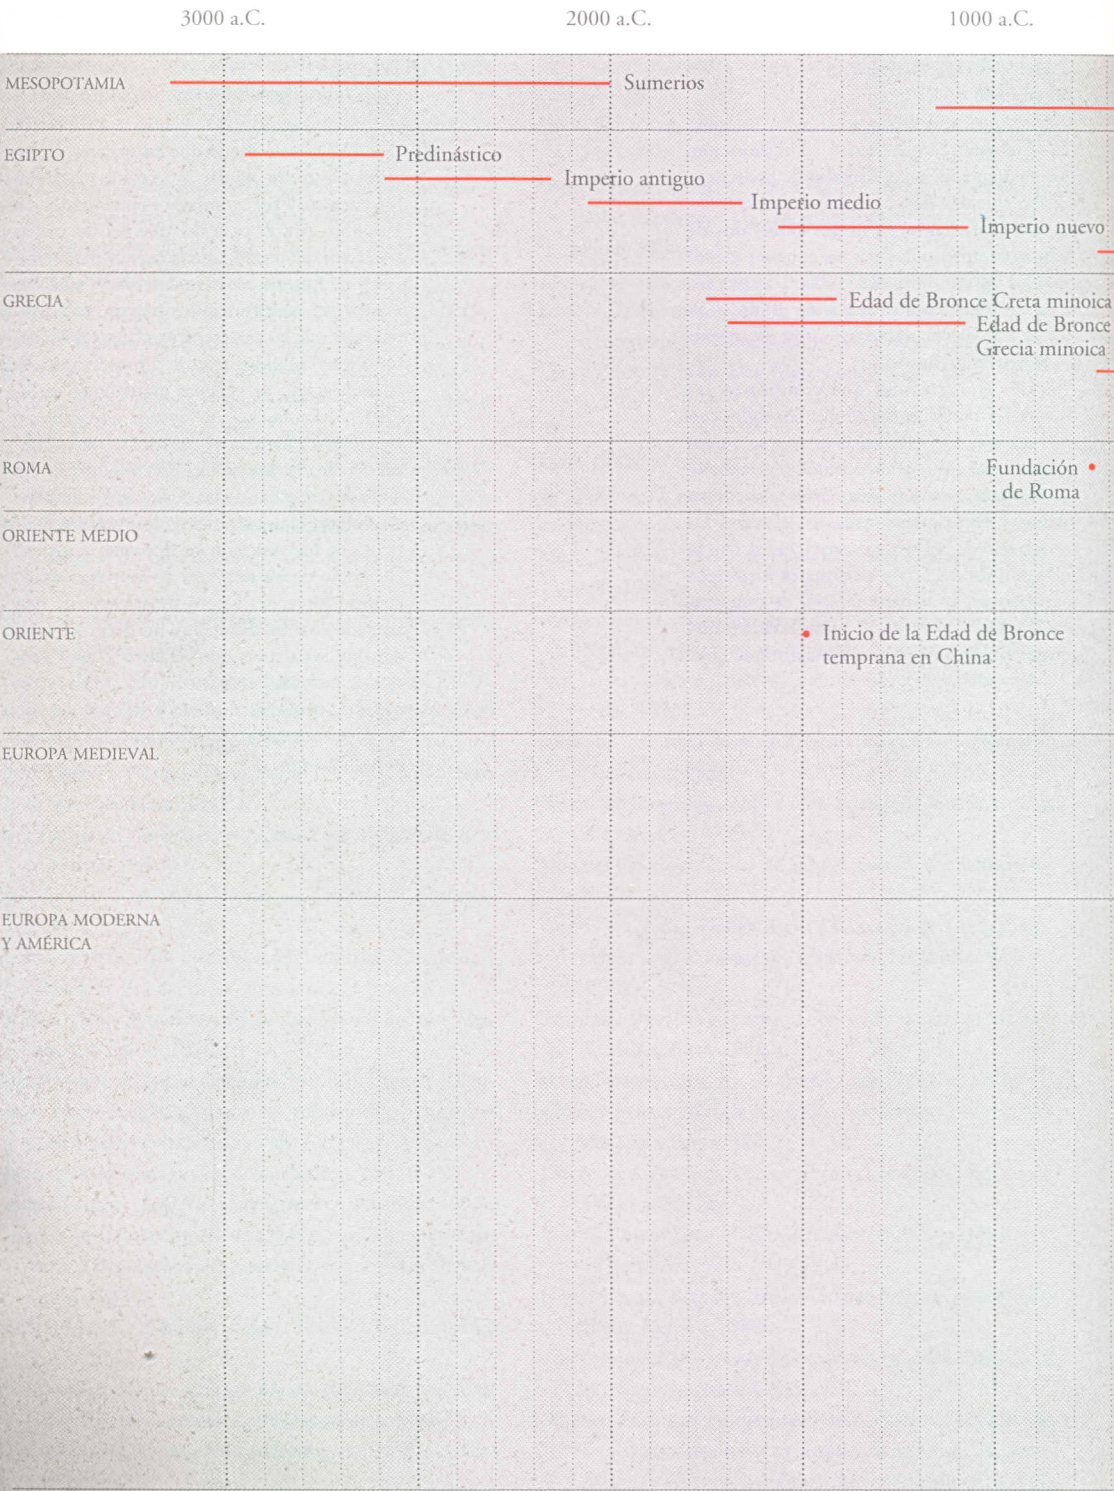 3000 a.C.
2000 a.C.
1000 a.C.
MESOPOTAMIA
Sumerios
EGIPTO
Predinástico
Imperio antiguo
Imperio medio
Imperio nuevo
GRECIA
Edad de Bronce Creta minoica
Edad de Bronce
Grecia minoica
ROMA
Fundación
de Roma
ORIENTE MEDIO
ORIENTE
Inicio de la Edad de Bronce
temprana en China
EUROPA MEDIEVAL
EUROPA MODERNA
Y AMÉRICA